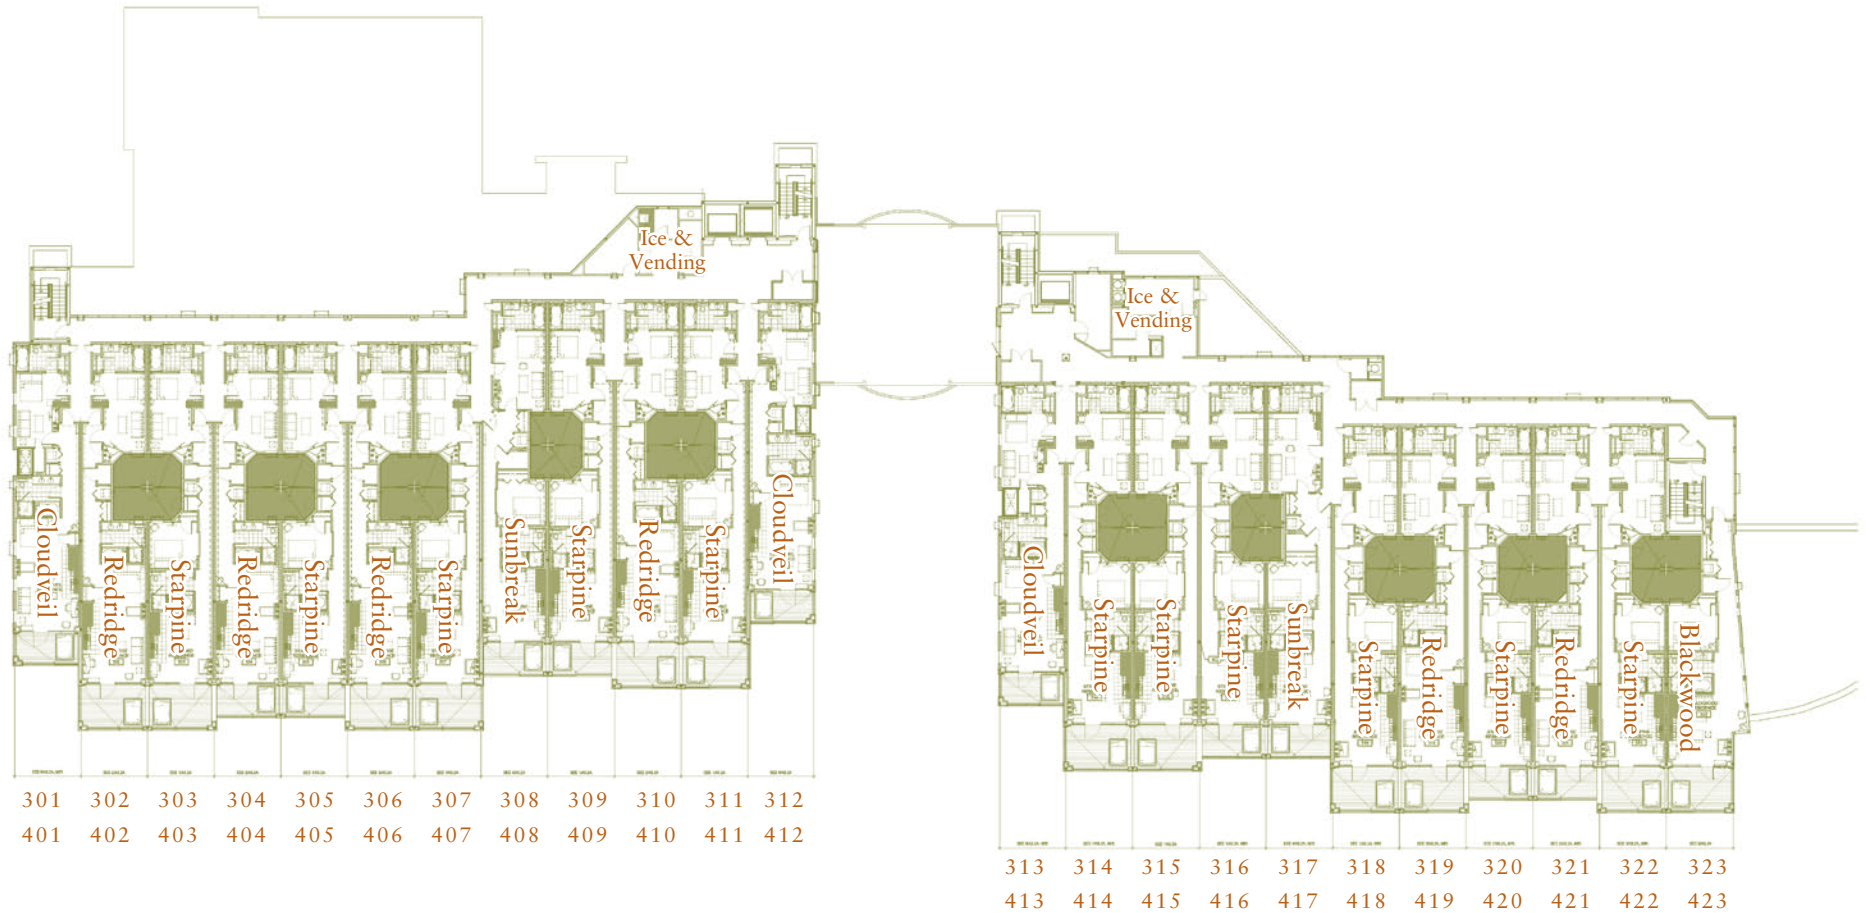 Ice &
Vending
Ice &
Vending
Cloudveil
Redridge
Starpine
Redridge
Starpine
Redridge
Starpine
Sunbreak
Starpine
Redridge
Starpine
Cloudveil
Cloudveil
Starpine
Starpine
Starpine
Sunbreak
Starpine
Redridge
Starpine
Redridge
Starpine
Blackwood
301 302 303 304 305 306 307 308 309 310 311 312
401 402 403 404 405 406 407 408 409 410 411 412
313 314 315 316 317 318 319 320 321 322 323
413 414 415 416 417 418 419 420 421 422 423